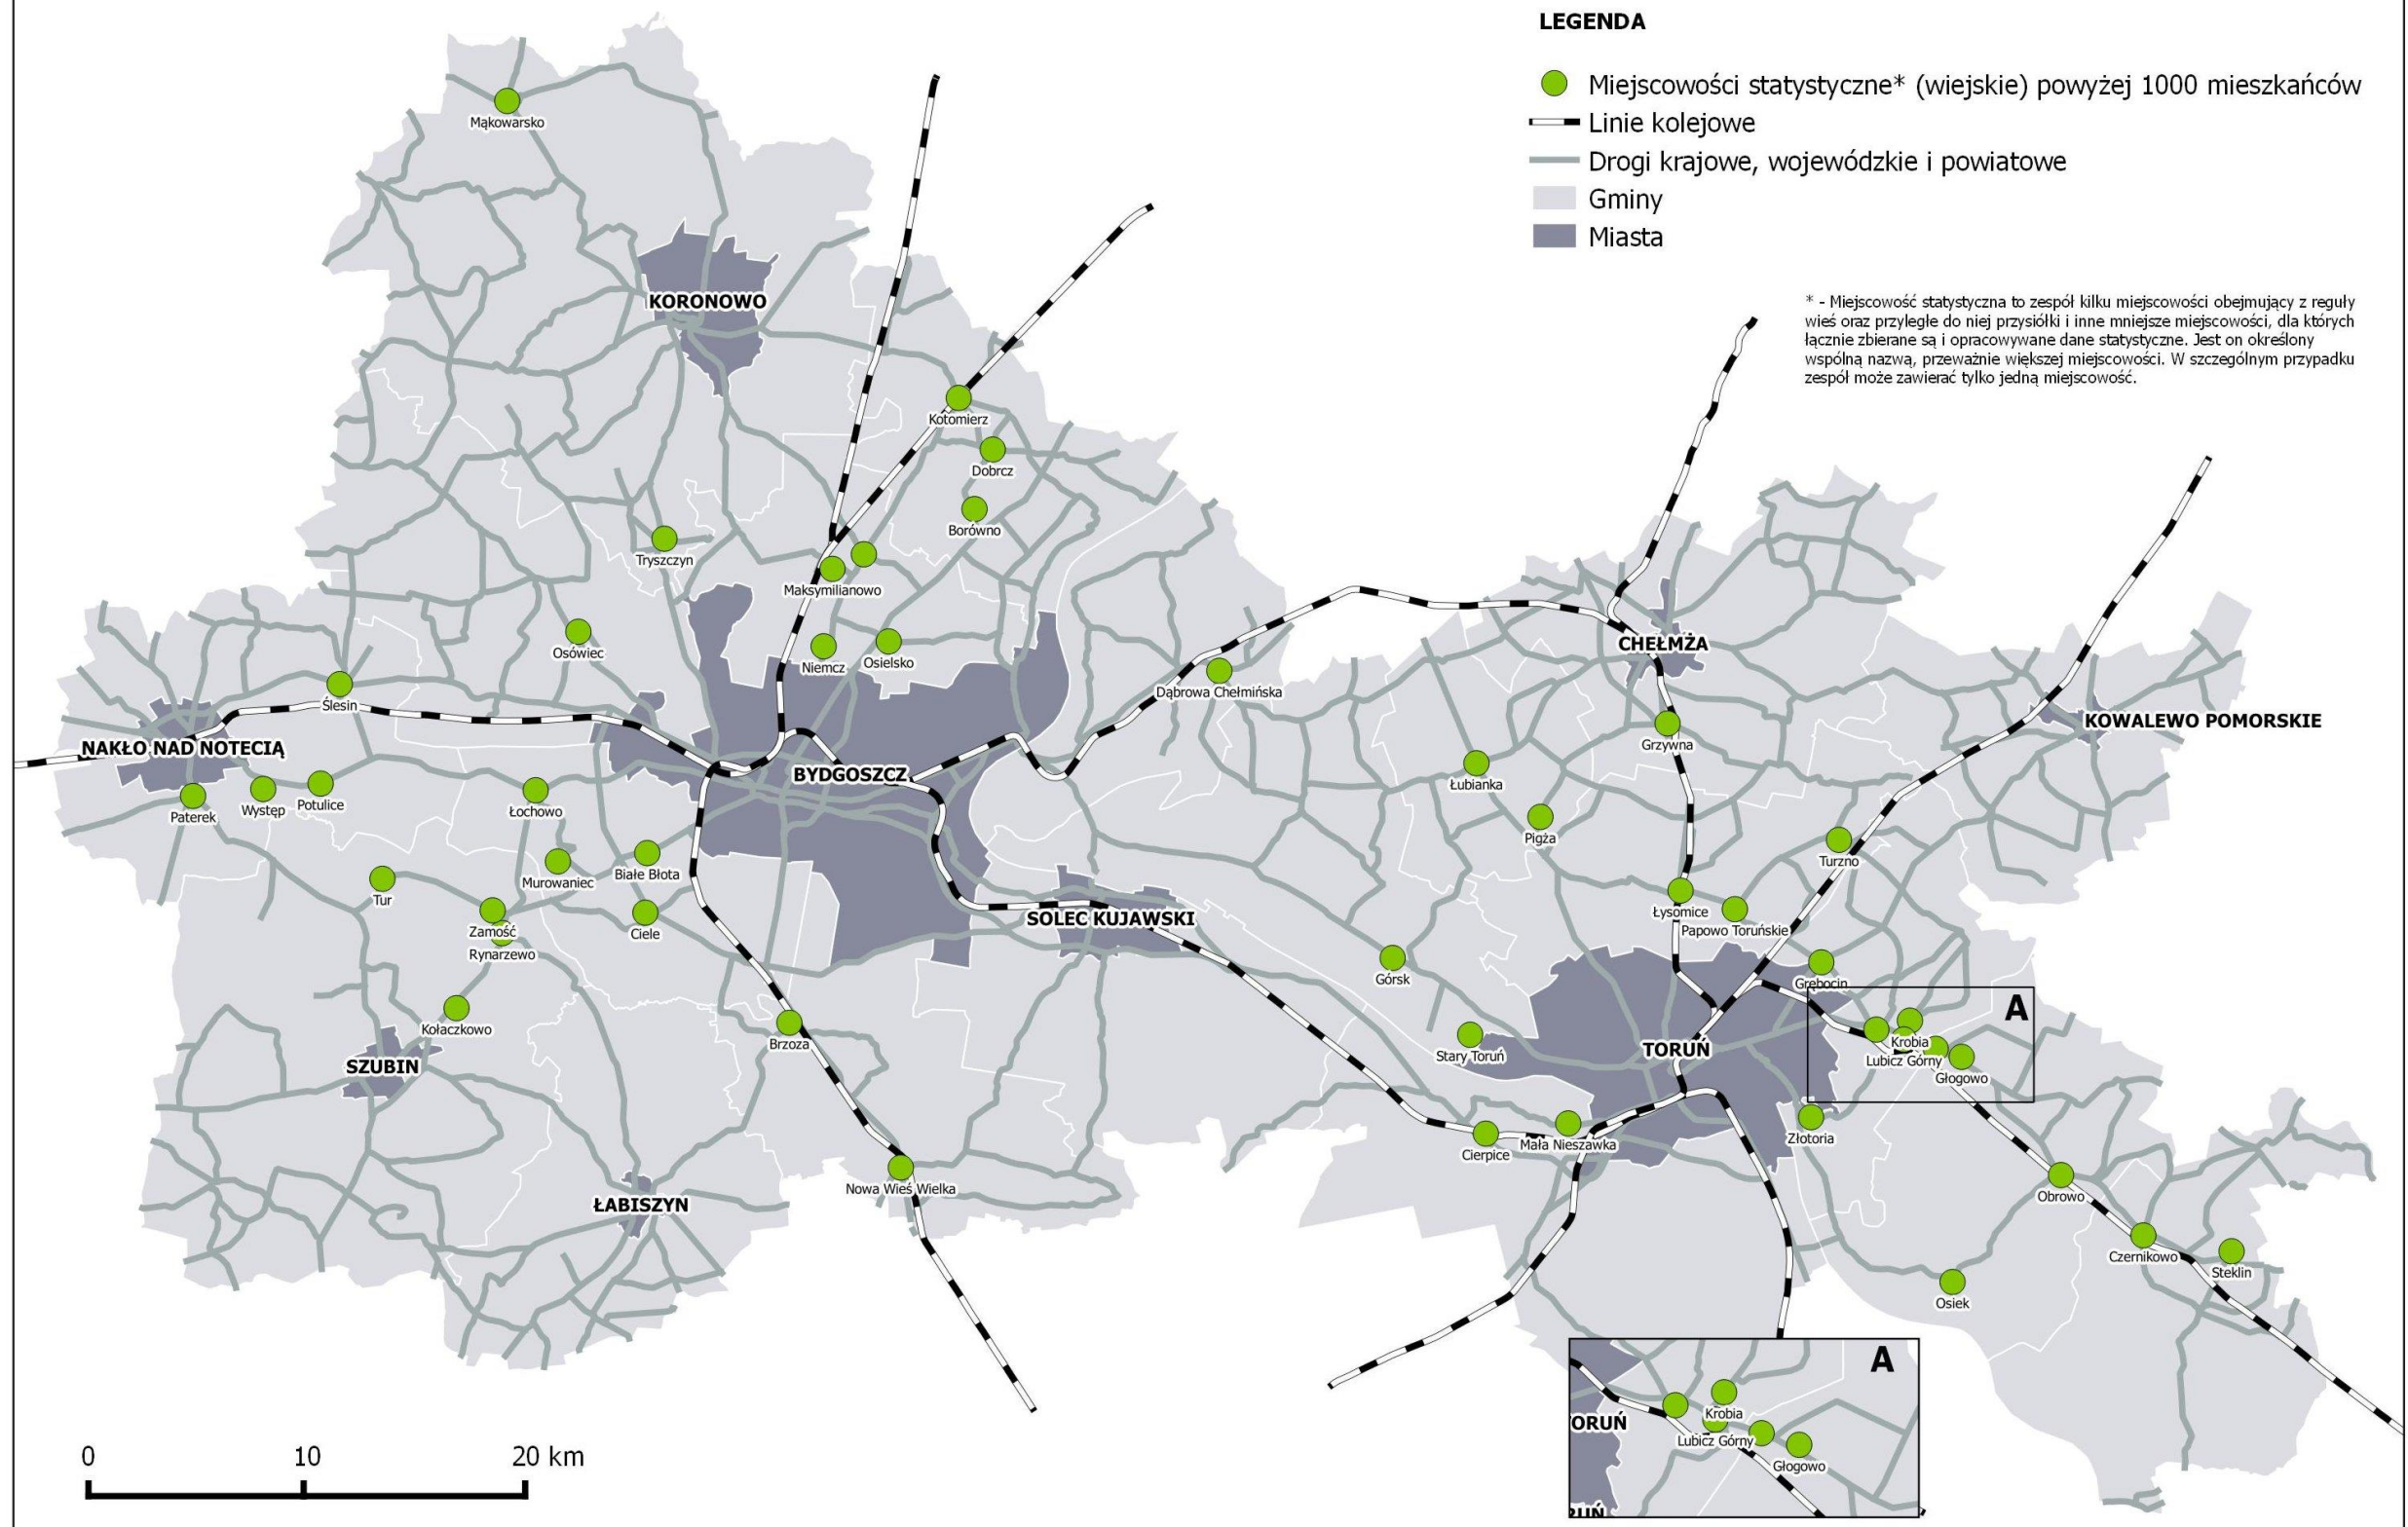 LEGENDA
Miejscowości statystyczne* (wiejskie) powyżej 1000 mieszkańców
Linie kolejowe
Drogi krajowe, wojewódzkie i powiatowe
Gminy
Miasta
* - Miejscowość statystyczna to zespół kilku miejscowości obejmujący z reguły
wieś oraz przyległe do niej przysiółki i inne mniejsze miejscowości, dla których
łącznie zbierane są i opracowywane dane statystyczne. Jest on określony
wspólną nazwą, przeważnie większej miejscowości. W szczególnym przypadku
zespół może zawierać tylko jedną miejscowość.
Mąkowarsko
KORONOWO
Kotomierz
Dobrcz
Borówno
Tryszczyn
Maksymilianowo
Osówiec
Niemcz
Osielsko
CHEŁMŻA
Dąbrowa Chełmińska
Ślesin
KOWALEWO POMORSKIE
Grzywna
NAKŁO NAD NOTECIĄ
BYDGOSZCZ
Łubianka
Paterek
Występ
Potulice
Łochowo
Pigża
Turzno
Tur
Murowaniec
Białe Błota
SOLEC KUJAWSKI
Łysomice
Papowo Toruńskie
Zamość
Rynarzewo
Ciele
Górsk
Grębocin
A
Kołaczkowo
Brzoza
Stary Toruń
TORUŃ
Krobia
Lubicz Górny
Głogowo
SZUBIN
Złotoria
Cierpice
Mała Nieszawka
Nowa Wieś Wielka
Obrowo
ŁABISZYN
Czernikowo
Steklin
Osiek
A
ORUŃ
Krobia
Lubicz Górny
Głogowo
RUŃ
0 10 20 km